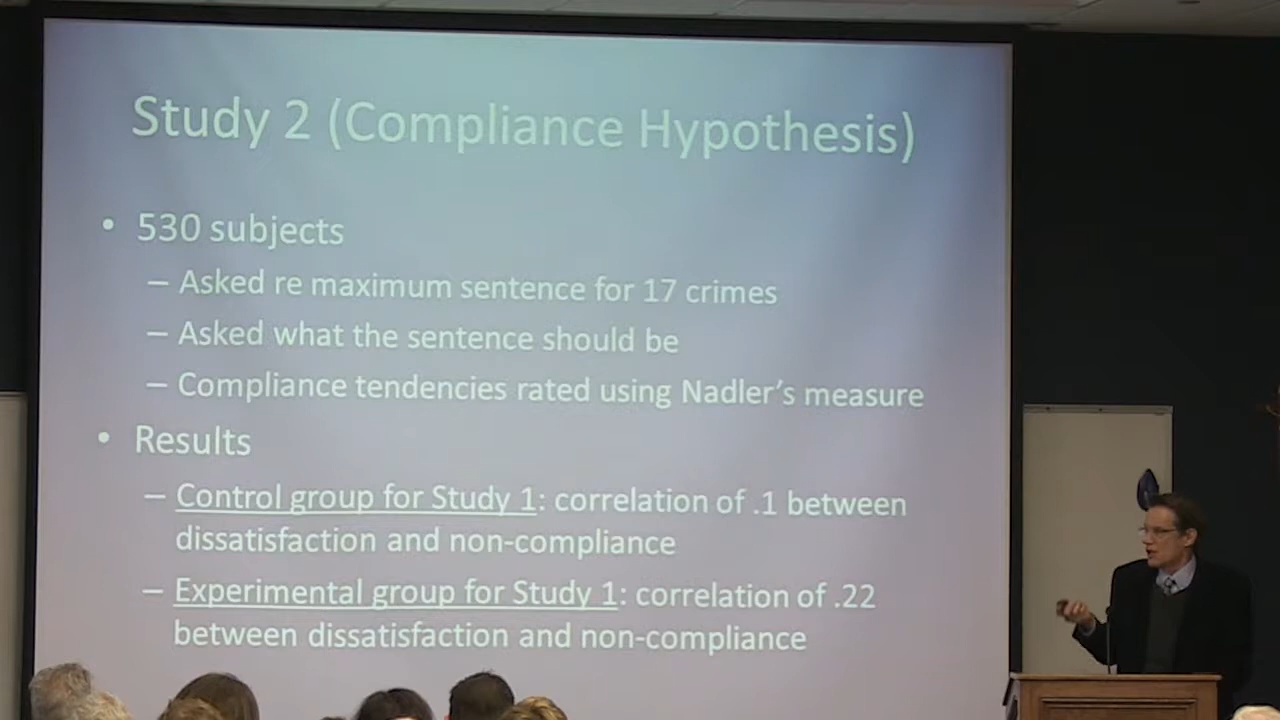 Study 2 (Compliance Hypothesis)
• 530 subjects
– Asked re maximum sentence for 17 crimes
– Asked what the sentence should be
– Compliance tendencies rated using Nadler's measure
• Results
– Control group for Study 1: correlation of .1 between
dissatisfaction and non-compliance
– Experimental group for Study 1: correlation of .22
between dissatisfaction and non-compliance